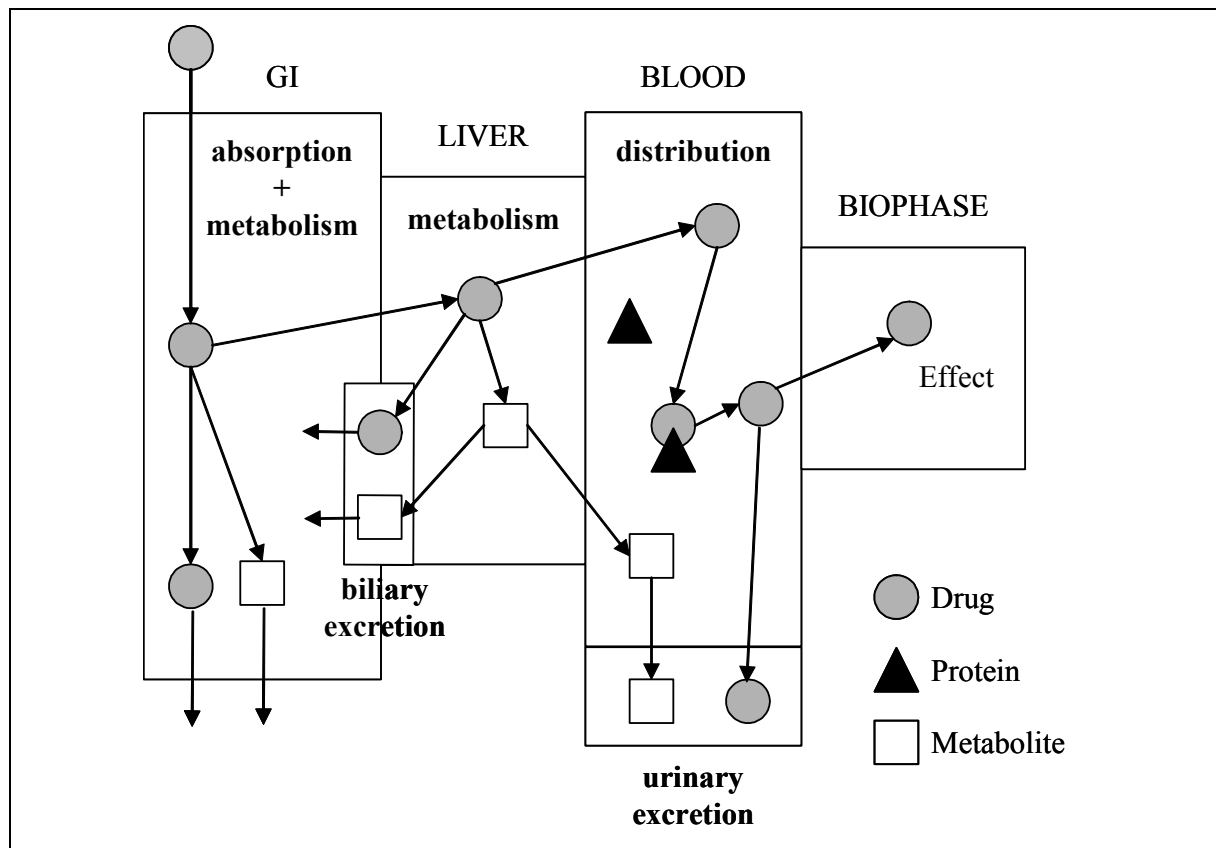 GI
absorption
+
metabolism
LIVER
metabolism
BLOOD
distribution
BIOPHASE
Effect
biliary
excretion
urinary
excretion
Drug
Protein
Metabolite